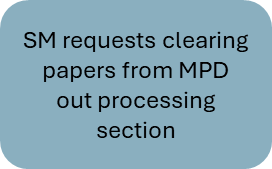 SM requests clearing
papers from MPD
out processing
section